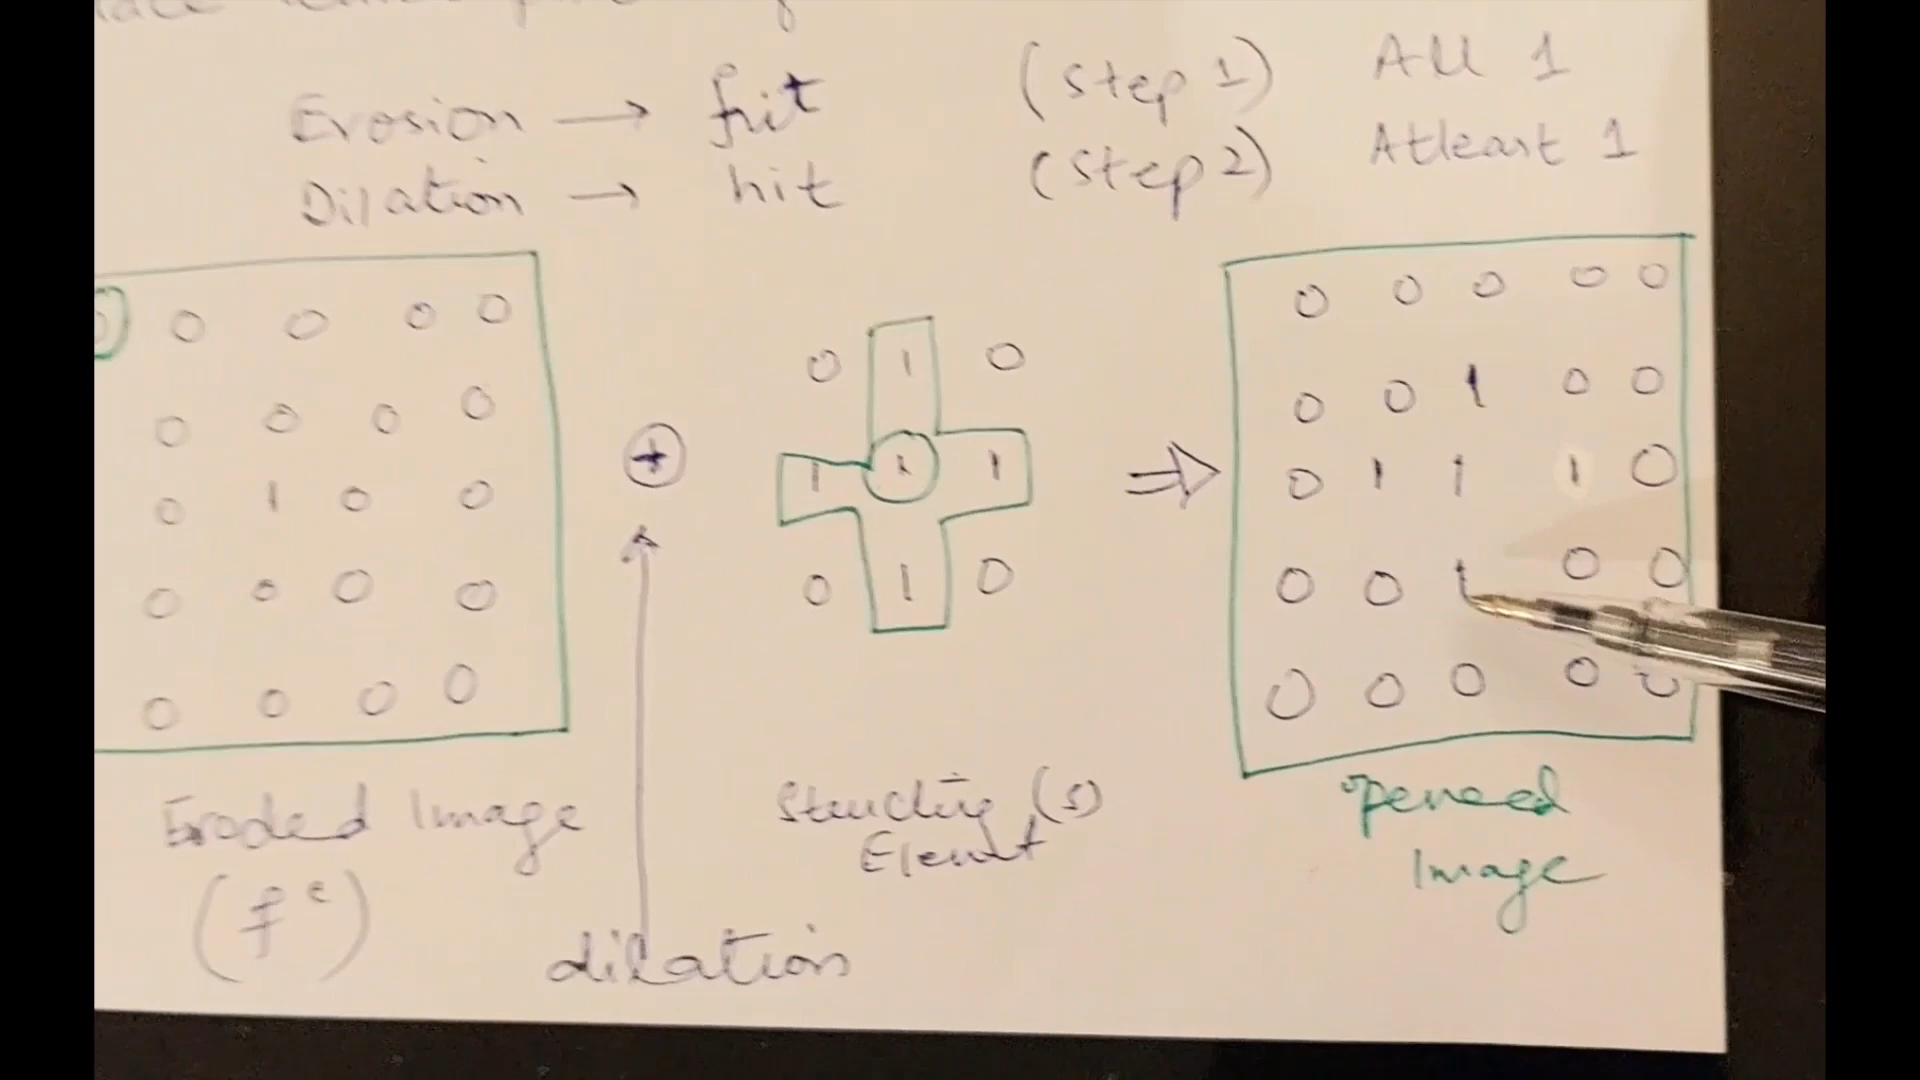 Erosion → fit (step 1) All 1
Dilation → hit (step 2) Atleast 1
0 0 0 0 0
0 0 0 0
0 1 0 0
0 0 0 0
0 0 0 0
Eroded Image
(fᵉ)
⊕
dilation
0 1 0
1 1 1
0 1 0
Structing (s)
Element
⇒
0 0 0 0 0
0 0 1 0 0
0 1 1 1 0
0 0 1 0 0
0 0 0 0 0
opened
Image